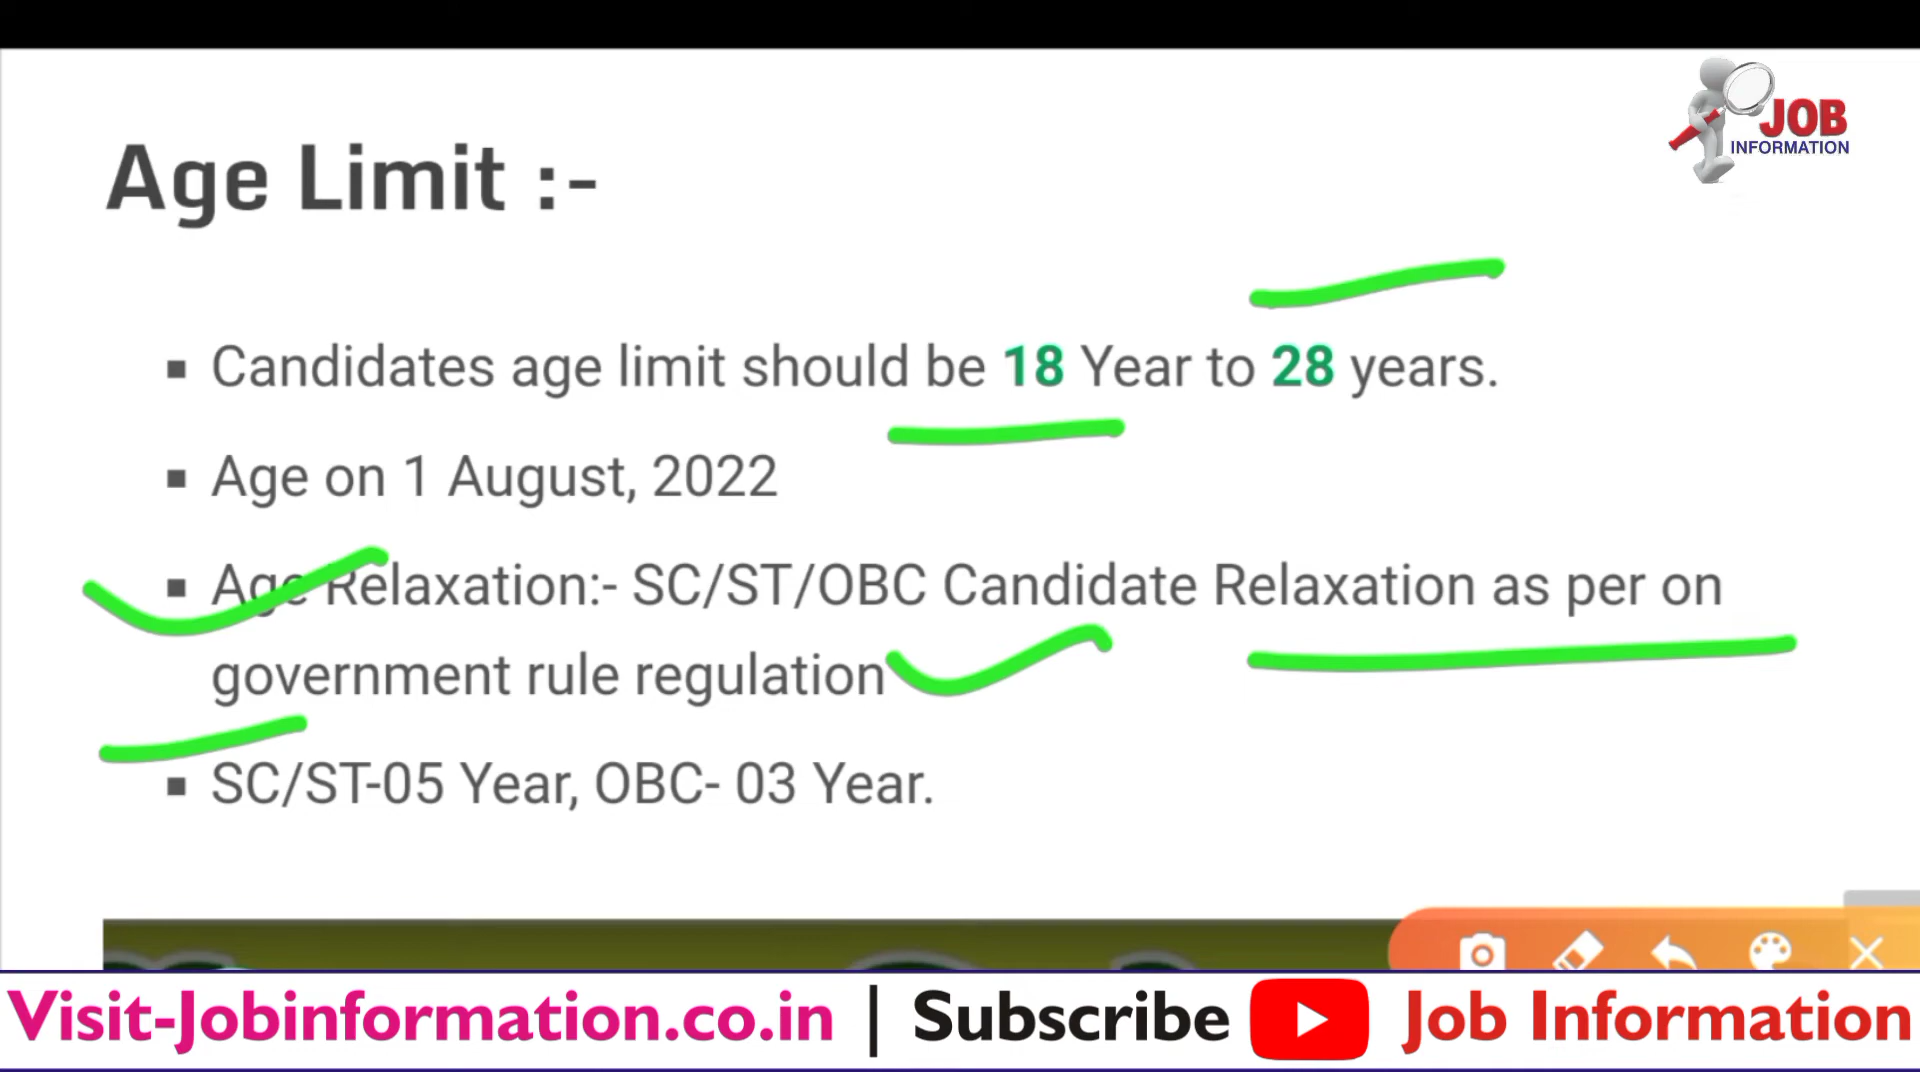 JOB
INFORMATION
Age Limit :-
▪ Candidates age limit should be 18 Year to 28 years.
▪ Age on 1 August, 2022
▪ Age Relaxation:- SC/ST/OBC Candidate Relaxation as per on
government rule regulation
▪ SC/ST-05 Year, OBC- 03 Year.
Visit-Jobinformation.co.in | Subscribe Job Information